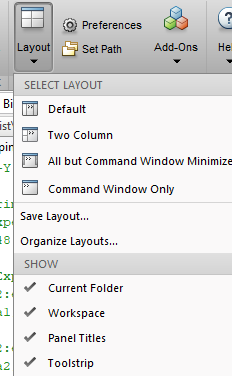 Layout
Preferences
Set Path
Add-Ons
SELECT LAYOUT
Default
Two Column
All but Command Window Minimize
Command Window Only
Save Layout...
Organize Layouts...
SHOW
Current Folder
Workspace
Panel Titles
Toolstrip